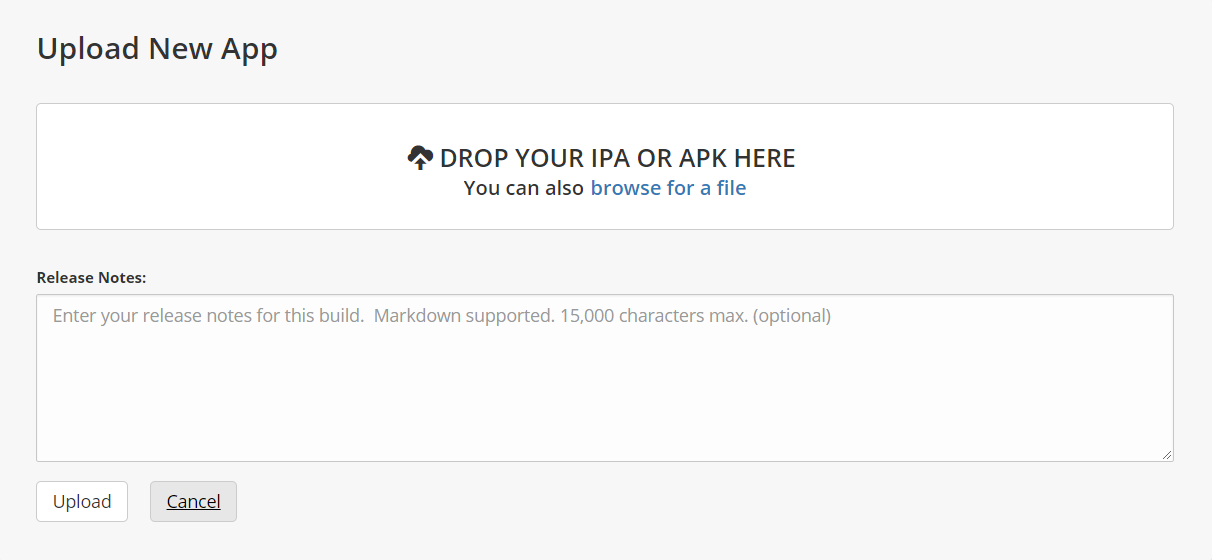 Upload New App
DROP YOUR IPA OR APK HERE
You can also browse for a file
Release Notes:
Enter your release notes for this build.  Markdown supported. 15,000 characters max. (optional)
Upload
Cancel